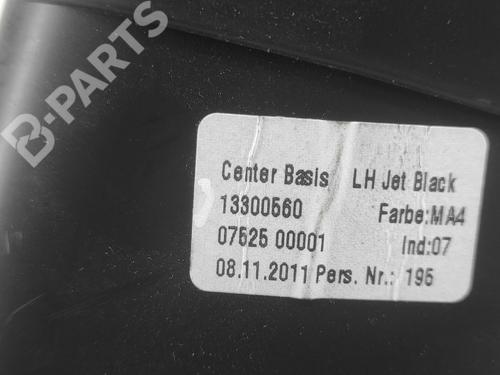 B-PARTS
Center Basis LH Jet Black
13300560 Farbe:MA4
07525 00001 Ind:07
08.11.2011 Pers. Nr.: 195